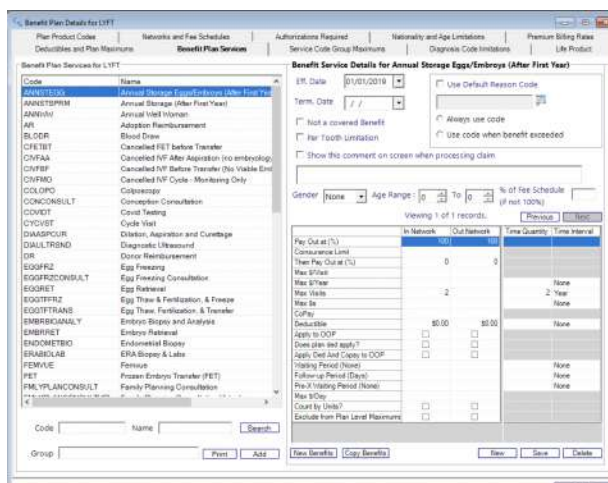 Benefit Plan Details for LYFT
Plan Product Codes
Networks and Fee Schedules
Authorizations Required
Nationality and Age Limitations
Premium Billing Rates
Deductibles and Plan Maximums
Benefit Plan Services
Service Code Group Maximums
Diagnosis Code limitations
Life Product
Benefit Plan Services for LYFT
Code Name
ANNSTEGG Annual Storage Eggs/Embryos (After First Yea
ANNSTSPRM Annual Storage (After First Year)
ANNWW Annual Well Woman
AR Adoption Reimbursement
BLODR Blood Draw
CFETBT Cancelled FET before Transfer
CIVFAA Cancelled IVF After Aspiration (no embryology
CIVFBF Cancelled IVF Before Transfer (No Viable Em
CIVFMO Cancelled IVF Cycle - Monitoring Only
COLOPO Colposcopy
CONCONSULT Conception Consultation
COVIDT Covid Testing
CYCVST Cycle Visit
DIAASPCUR Dilation, Aspiration and Curettage
DIAULTRSND Diagnostic Ultrasound
DR Donor Reimbursement
EGGFRZ Egg Freezing
EGGFRZCONSULT Egg Freezing Consultation
EGGRET Egg Retrieval
EGGTFFRZ Egg Thaw & Fertilization, & Freeze
EGGTFTRANS Egg Thaw, Fertilization, & Transfer
EMBRBIOANALY Embryo Biopsy and Analysis
EMBRRET Embryo Retrieval
ENDOMETBIO Endometrial Biopsy
ERABIOLAB ERA Biopsy & Labs
FEMVUE Femvue
FET Frozen Embryo Transfer (FET)
FMLYPLANCONSULT Family Planning Consultation
Code Name Search
Group Print Add
Benefit Service Details for Annual Storage Eggs/Embryos (After First Year)
Eff. Date 01/01/2019
Term. Date / /
Use Default Reason Code
Always use code
Use code when benefit exceeded
Not a covered Benefit
Per Tooth Limitation
Show this comment on screen when processing claim
Gender None Age Range : 0 To 0 % of Fee Schedule
(if not 100%)
Viewing 1 of 1 records. Previous Next
In Network Out Network Time Quantity Time Interval
Pay Out at (%) 100 100
Coinsurance Limit
Then Pay Out at (%) 0 0
Max $/Visit
Max $/Year None
Max Visits 2 2 Year
Max $s None
CoPay
Deductible $0.00 $0.00 None
Apply to OOP
Does plan ded apply?
Apply Ded And Copay to OOP
Waiting Period (None) None
Follow-up Period (Days) None
Pre-X Waiting Period (None) None
Max $/Day
Count by Units?
Exclude from Plan Level Maximums
New Benefits Copy Benefits New Save Delete